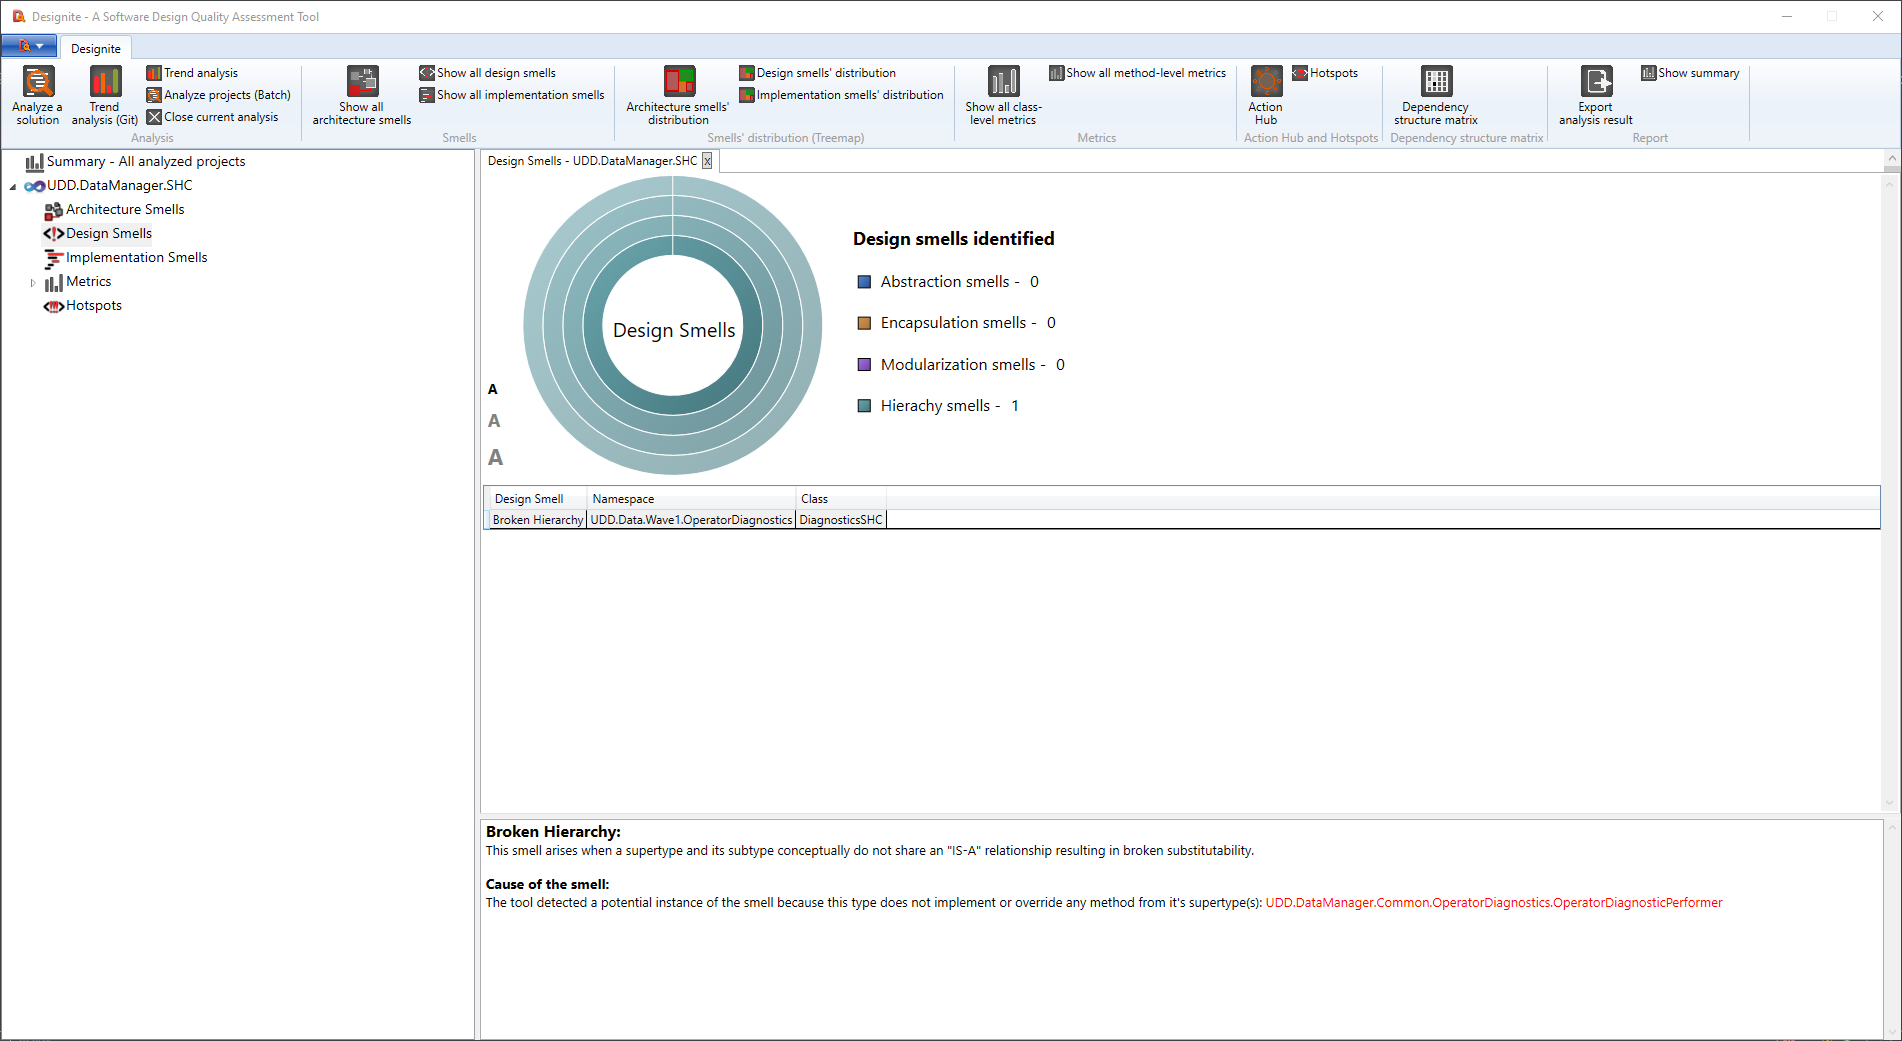 Designite - A Software Design Quality Assessment Tool
Designite
Analyze a solution
Trend analysis (Git)
Trend analysis
Analyze projects (Batch)
Close current analysis
Analysis
Show all architecture smells
Show all design smells
Show all implementation smells
Smells
Architecture smells' distribution
Design smells' distribution
Implementation smells' distribution
Smells' distribution (Treemap)
Show all class-level metrics
Show all method-level metrics
Metrics
Action Hub
Hotspots
Action Hub and Hotspots
Dependency structure matrix
Dependency structure matrix
Export analysis result
Show summary
Report
Summary - All analyzed projects
UDD.DataManager.SHC
Architecture Smells
Design Smells
Implementation Smells
Metrics
Hotspots
Design Smells - UDD.DataManager.SHC x
Design Smells
A
A
A
Design smells identified
Abstraction smells - 0
Encapsulation smells - 0
Modularization smells - 0
Hierachy smells - 1
Design Smell Namespace Class
Broken Hierarchy UDD.Data.Wave1.OperatorDiagnostics DiagnosticsSHC
Broken Hierarchy:
This smell arises when a supertype and its subtype conceptually do not share an "IS-A" relationship resulting in broken substitutability.
Cause of the smell:
The tool detected a potential instance of the smell because this type does not implement or override any method from it's supertype(s): UDD.DataManager.Common.OperatorDiagnostics.OperatorDiagnosticPerformer